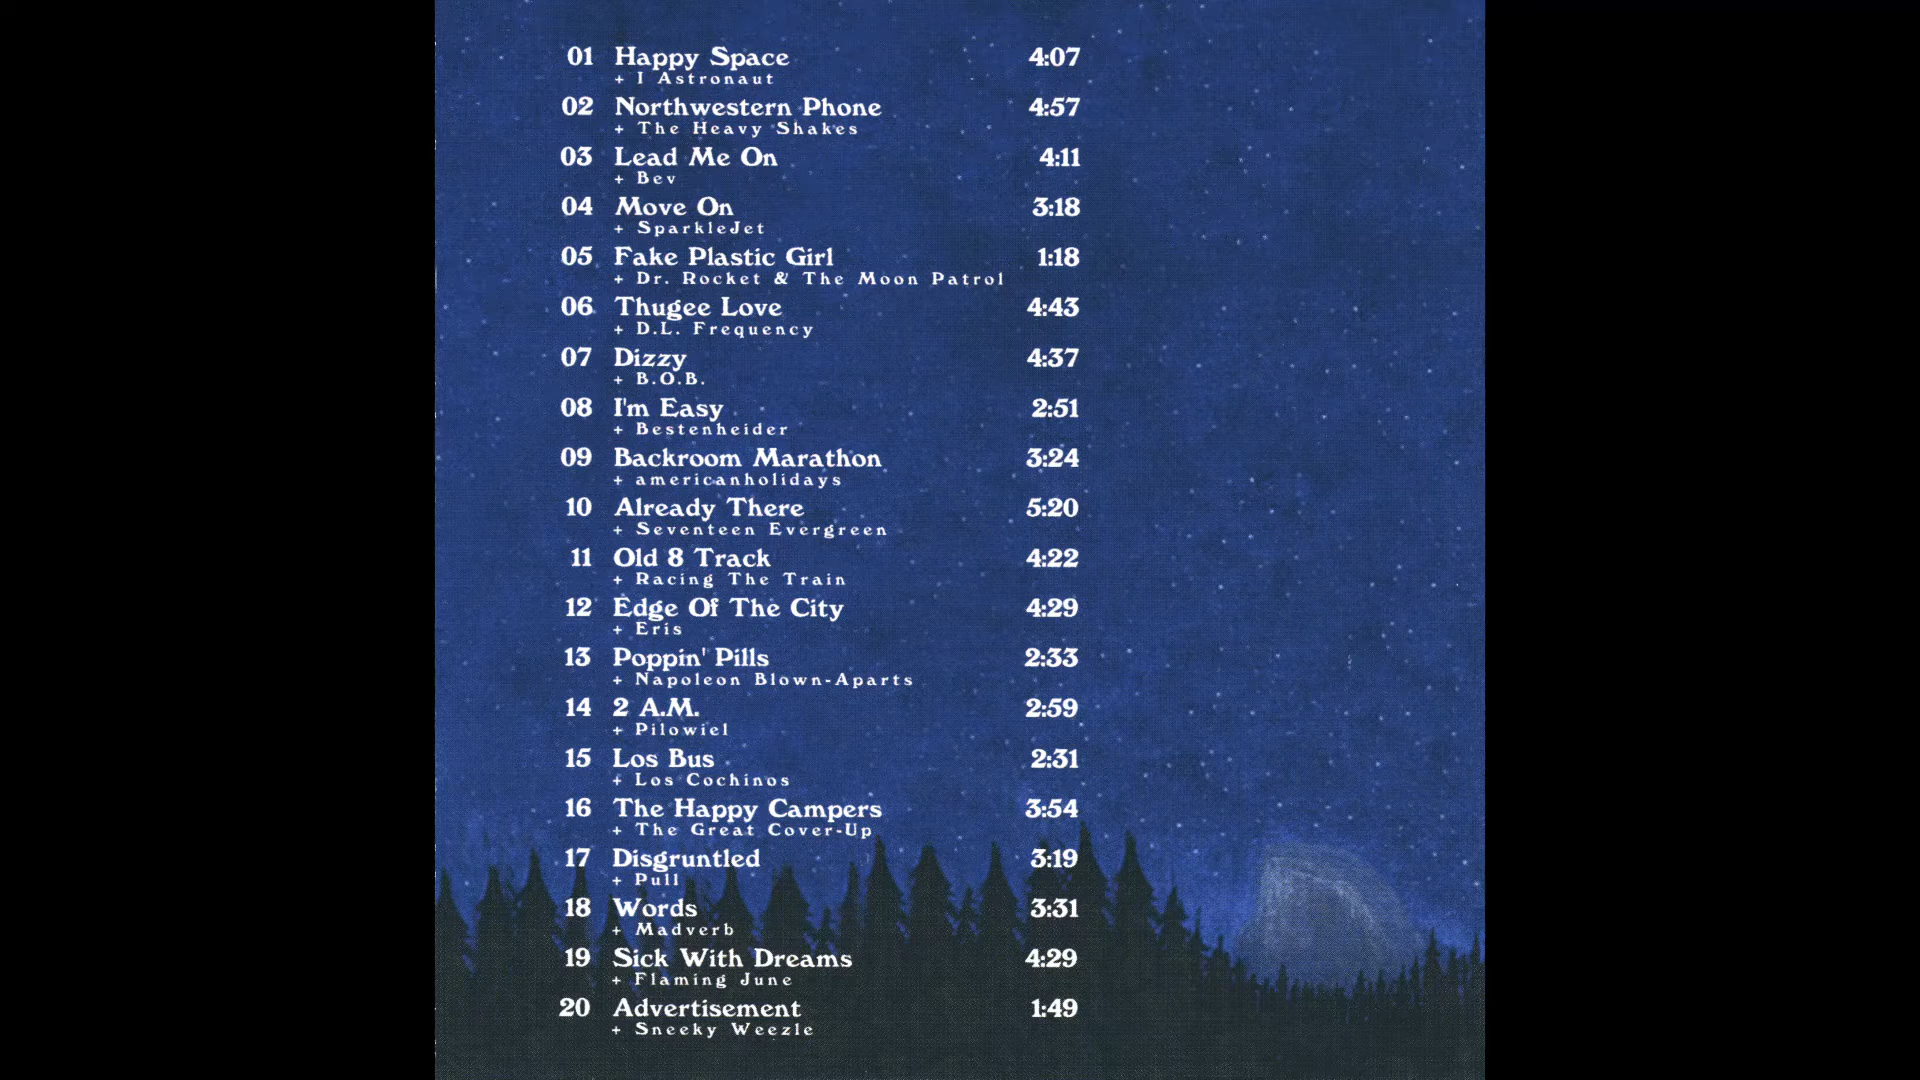 01 Happy Space 4:07
+ I Astronaut
02 Northwestern Phone 4:57
+ The Heavy Shakes
03 Lead Me On 4:11
+ Bev
04 Move On 3:18
+ SparkleJet
05 Fake Plastic Girl 1:18
+ Dr. Rocket & The Moon Patrol
06 Thugee Love 4:43
+ D.L. Frequency
07 Dizzy 4:37
+ B.O.B.
08 I'm Easy 2:51
+ Bestenheider
09 Backroom Marathon 3:24
+ americanholidays
10 Already There 5:20
+ Seventeen Evergreen
11 Old 8 Track 4:22
+ Racing The Train
12 Edge Of The City 4:29
+ Eris
13 Poppin' Pills 2:33
+ Napoleon Blown-Aparts
14 2 A.M. 2:59
+ Pilowiel
15 Los Bus 2:31
+ Los Cochinos
16 The Happy Campers 3:54
+ The Great Cover-Up
17 Disgruntled 3:19
+ Pull
18 Words 3:31
+ Madverb
19 Sick With Dreams 4:29
+ Flaming June
20 Advertisement 1:49
+ Sneeky Weezle